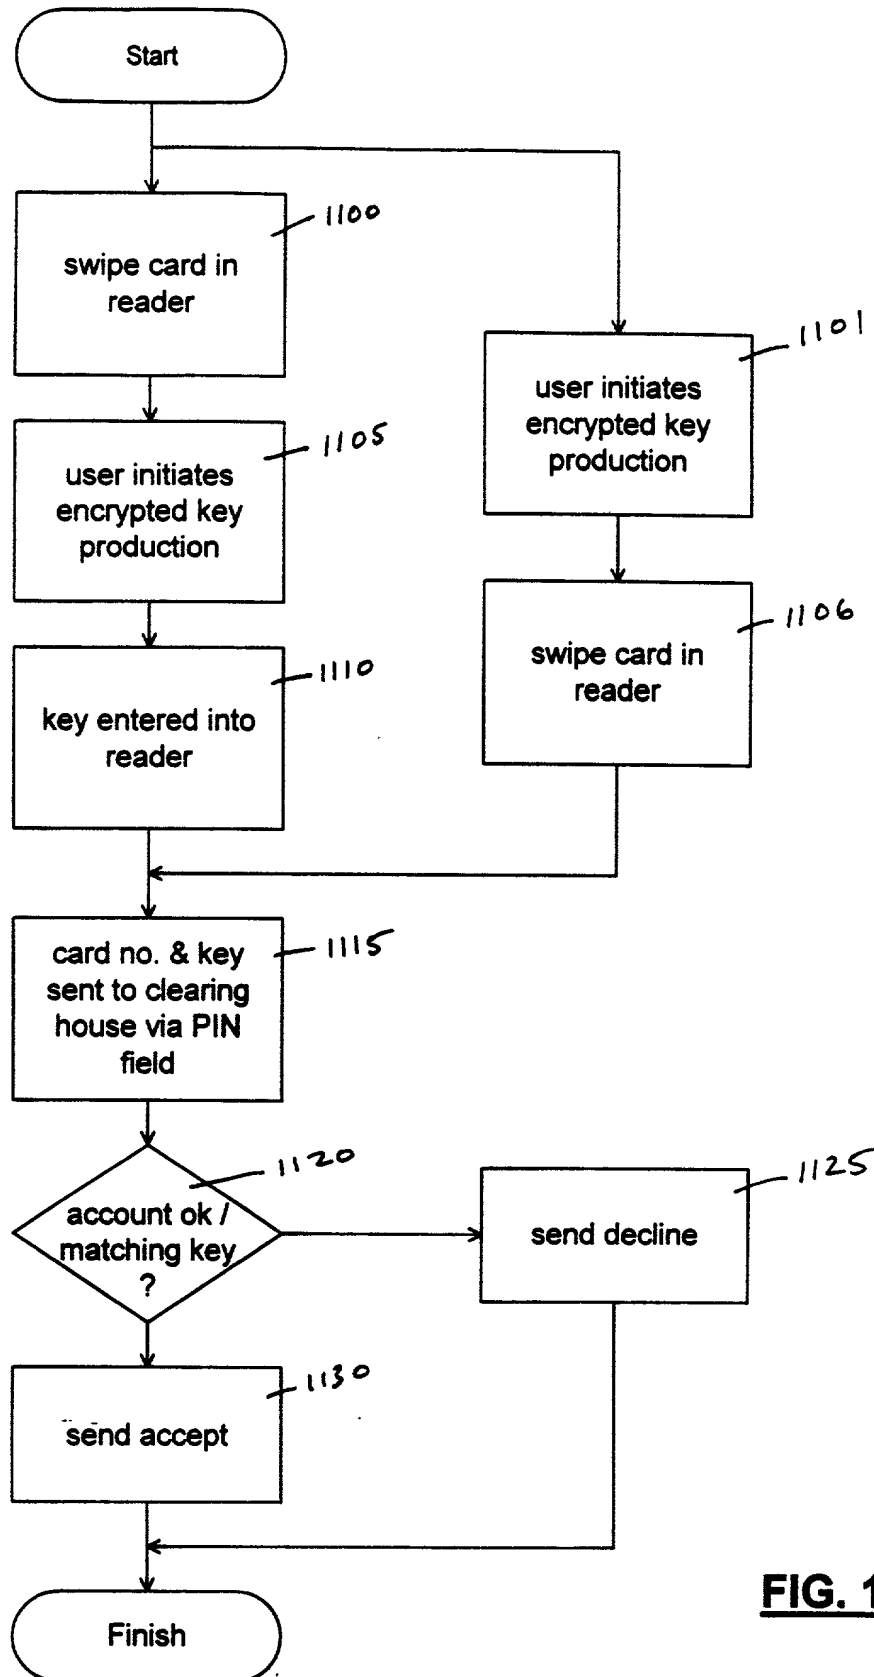 Start
1100
swipe card in
reader
1101
user initiates
encrypted key
production
1105
user initiates
encrypted key
production
1106
swipe card in
reader
1110
key entered into
reader
card no. & key
sent to clearing
house via PIN
field
1115
1120
account ok /
matching key
?
1125
send decline
1130
send accept
Finish
FIG. 1